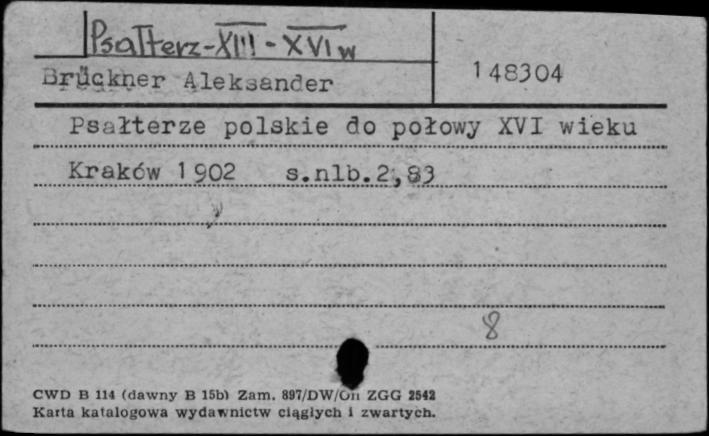 Psałterz-XIII - XVI w
Brückner Aleksander
148304
Psałterze polskie do połowy XVI wieku
Kraków 1902 s.nlb.2,83
8
CWD B 114 (dawny B 15b) Zam. 897/DW/Oń ZGG 2542
Karta katalogowa wydawnictw ciągłych i zwartych.